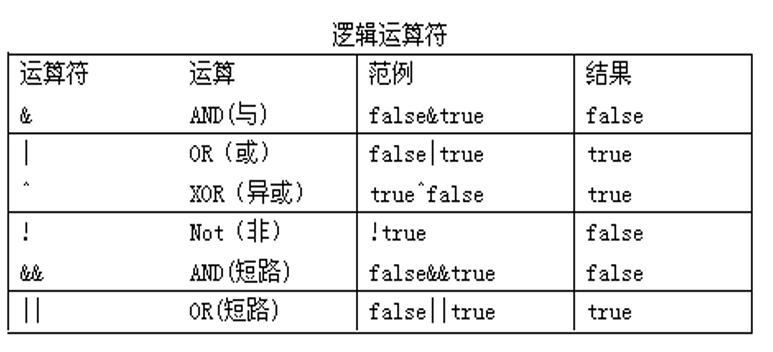 逻辑运算符
运算符 运算 范例 结果
& AND(与) false&true false
| OR（或） false|true true
^ XOR（异或） true^false true
! Not（非） !true false
&& AND(短路) false&&true false
|| OR(短路) false||true true